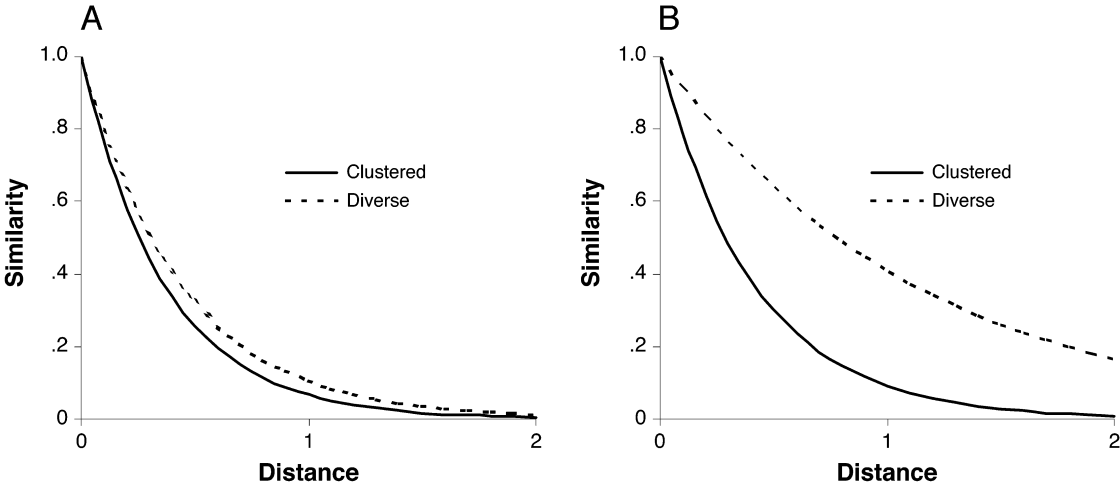 A
1.0
.8
.6
.4
.2
0
0
1
2
Similarity
Distance
Clustered
Diverse
B
1.0
.8
.6
.4
.2
0
0
1
2
Similarity
Distance
Clustered
Diverse